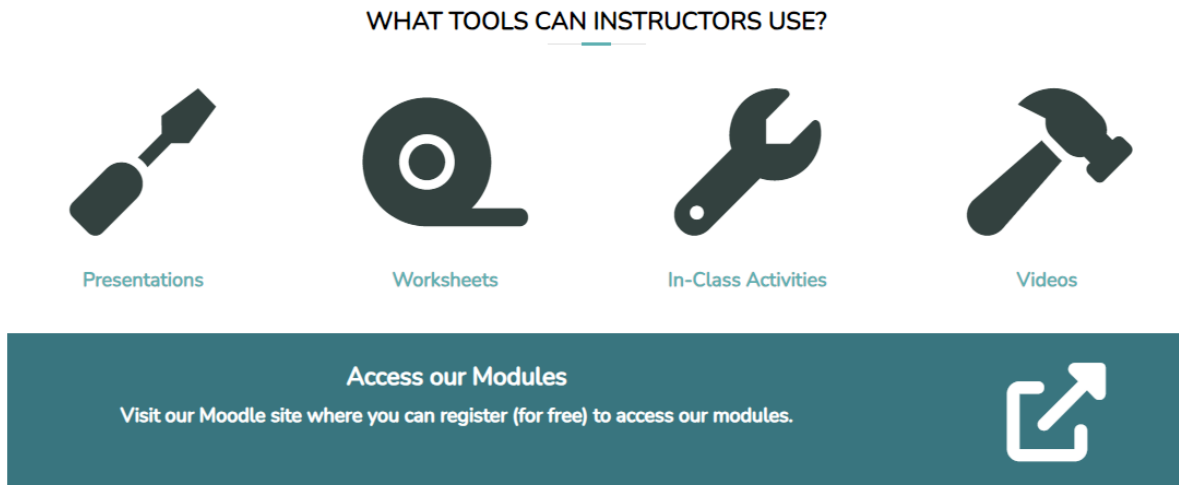 WHAT TOOLS CAN INSTRUCTORS USE?
Presentations
Worksheets
In-Class Activities
Videos
Access our Modules
Visit our Moodle site where you can register (for free) to access our modules.